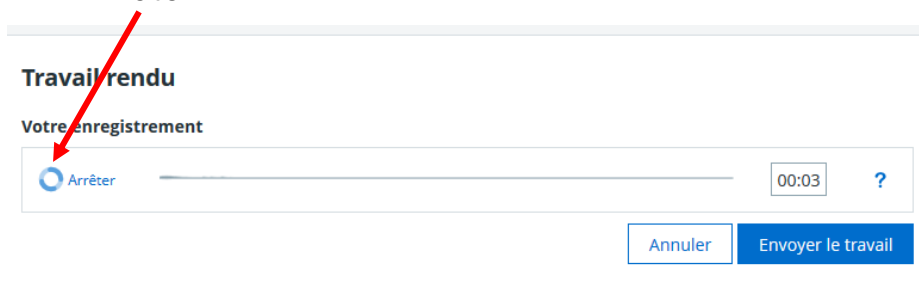 Travail rendu
Votre enregistrement
Arrêter 00:03 ?
Annuler Envoyer le travail